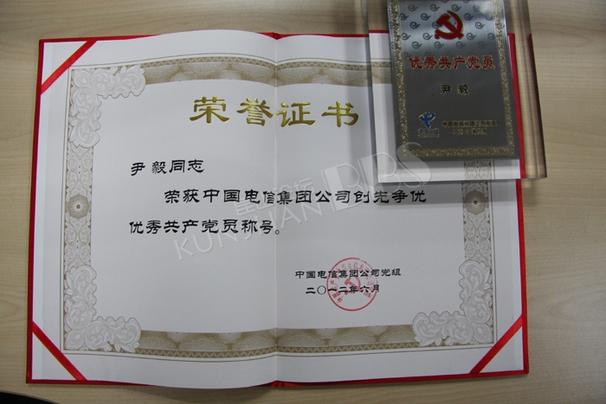 优秀共产党员
尹毅
荣誉证书
尹毅同志
荣获中国电信集团公司创先争优
优秀共产党员称号。
中国电信集团公司党组
二〇一二年六月
KUNLUN BBS